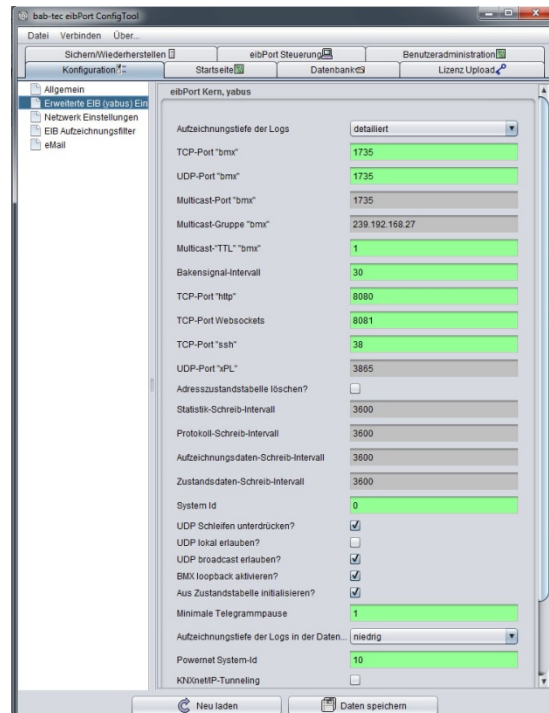 bab-tec eibPort ConfigTool
Datei Verbinden Über...
Sichern/Wiederherstellen eibPort Steuerung Benutzeradministration
Konfiguration Startseite Datenbank Lizenz Upload
Allgemein
Erweiterte EIB (yabus) Ein
Netzwerk Einstellungen
EIB Aufzeichnungsfilter
eMail
eibPort Kern, yabus
Aufzeichnungstiefe der Logs detailiert
TCP-Port "bmx" 1735
UDP-Port "bmx" 1735
Multicast-Port "bmx" 1735
Multicast-Gruppe "bmx" 239.192.168.27
Multicast-"TTL" "bmx" 1
Bakensignal-Intervall 30
TCP-Port "http" 8080
TCP-Port Websockets 8081
TCP-Port "ssh" 38
UDP-Port "xPL" 3865
Adresszustandstabelle löschen?
Statistik-Schreib-Intervall 3600
Protokoll-Schreib-Intervall 3600
Aufzeichnungsdaten-Schreib-Intervall 3600
Zustandsdaten-Schreib-Intervall 3600
System Id 0
UDP Schleifen unterdrücken?
UDP lokal erlauben?
UDP broadcast erlauben?
BMX loopback aktivieren?
Aus Zustandstabelle initialisieren?
Minimale Telegrammpause 1
Aufzeichnungstiefe der Logs in der Daten... niedrig
Powernet System-Id 10
KNXnet/IP-Tunneling
Neu laden Daten speichern